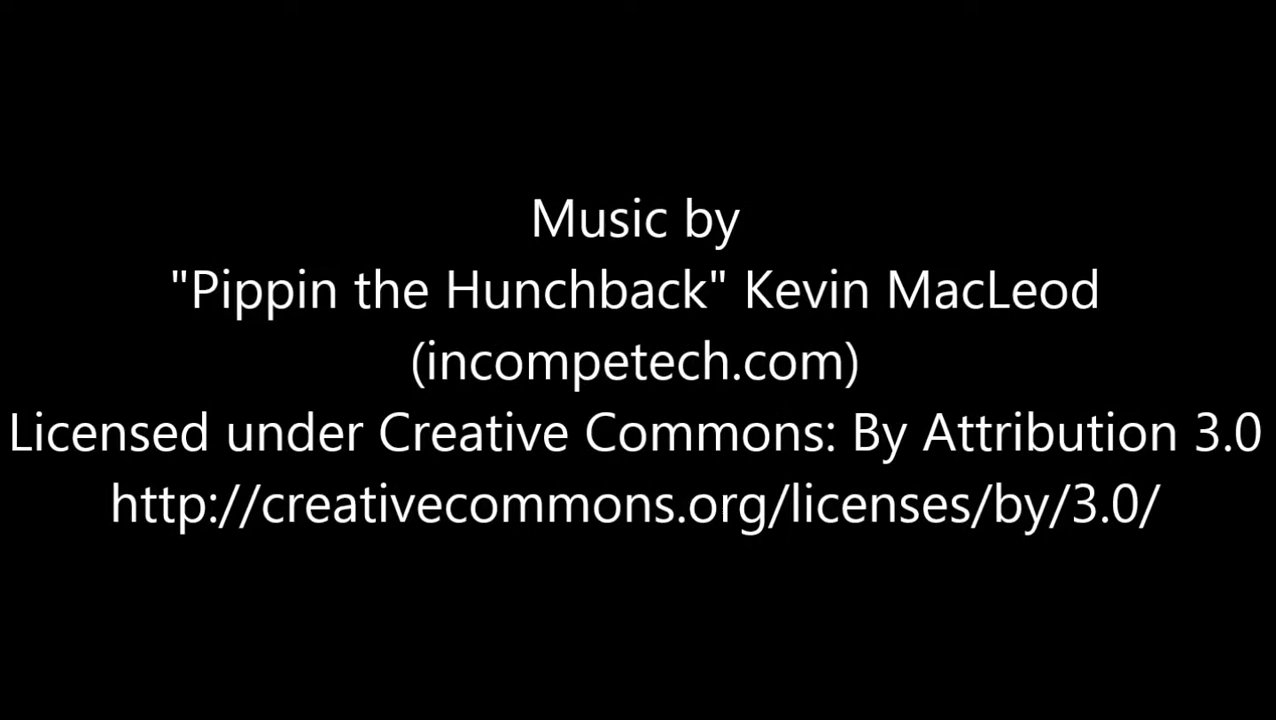 Music by
"Pippin the Hunchback" Kevin MacLeod
(incompetech.com)
Licensed under Creative Commons: By Attribution 3.0
http://creativecommons.org/licenses/by/3.0/